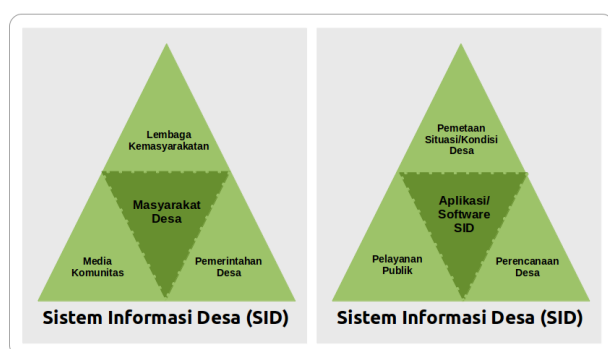 Lembaga
Kemasyarakatan
Masyarakat
Desa
Media
Komunitas
Pemerintahan
Desa
Sistem Informasi Desa (SID)
Pemetaan
Situasi/Kondisi
Desa
Aplikasi/
Software
SID
Pelayanan
Publik
Perencanaan
Desa
Sistem Informasi Desa (SID)